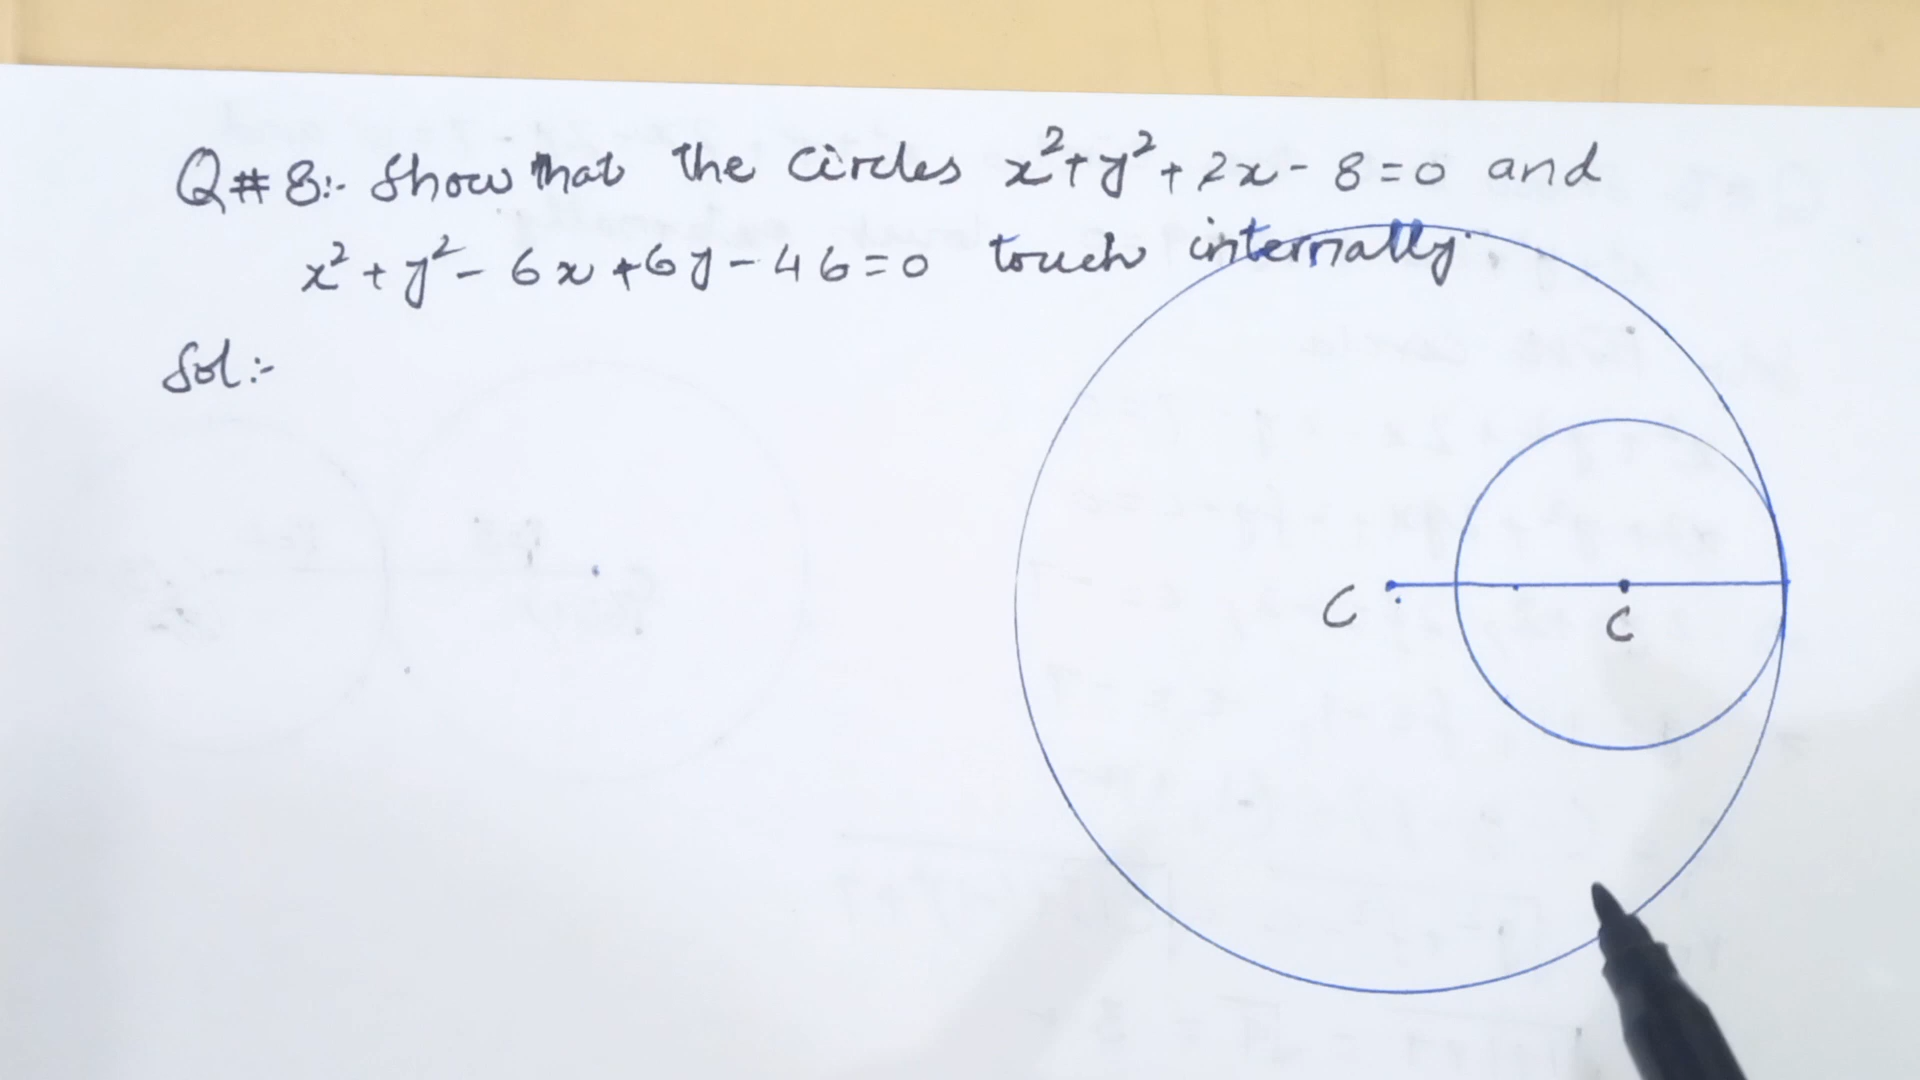 Q#8:- Show that the Circles x²+y²+2x-8=0 and
x²+y²-6x+6y-46=0 touch internally.
Sol:-
C
C